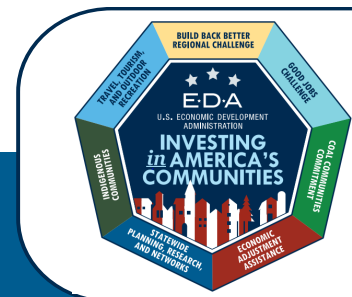 BUILD BACK BETTER
REGIONAL CHALLENGE
GOOD JOBS
CHALLENGE
COAL COMMUNITIES
COMMITMENT
ECONOMIC
ADJUSTMENT
ASSISTANCE
STATEWIDE
PLANNING, RESEARCH,
AND NETWORKS
INDIGENOUS
COMMUNITIES
TRAVEL, TOURISM,
AND OUTDOOR
RECREATION
E·D·A
U.S. ECONOMIC DEVELOPMENT
ADMINISTRATION
INVESTING
in AMERICA'S
COMMUNITIES